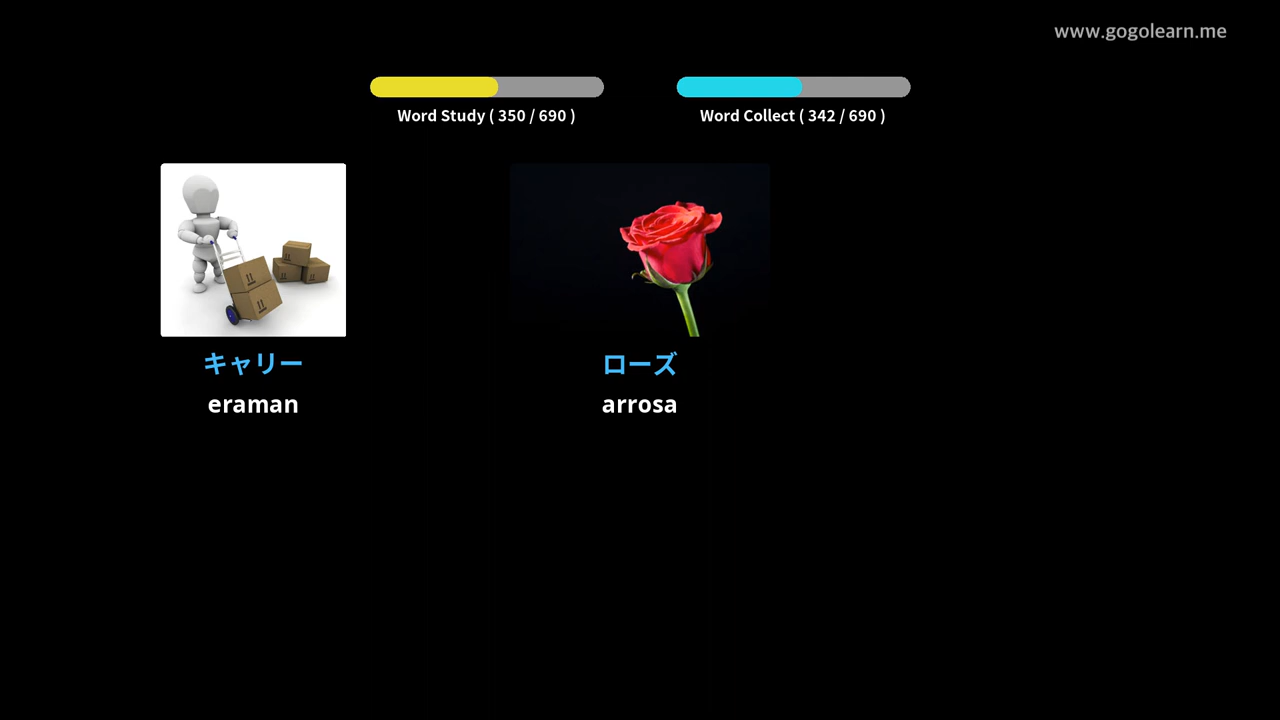 www.gogolearn.me
Word Study ( 350 / 690 )
Word Collect ( 342 / 690 )
キャリー
ローズ
eraman
arrosa